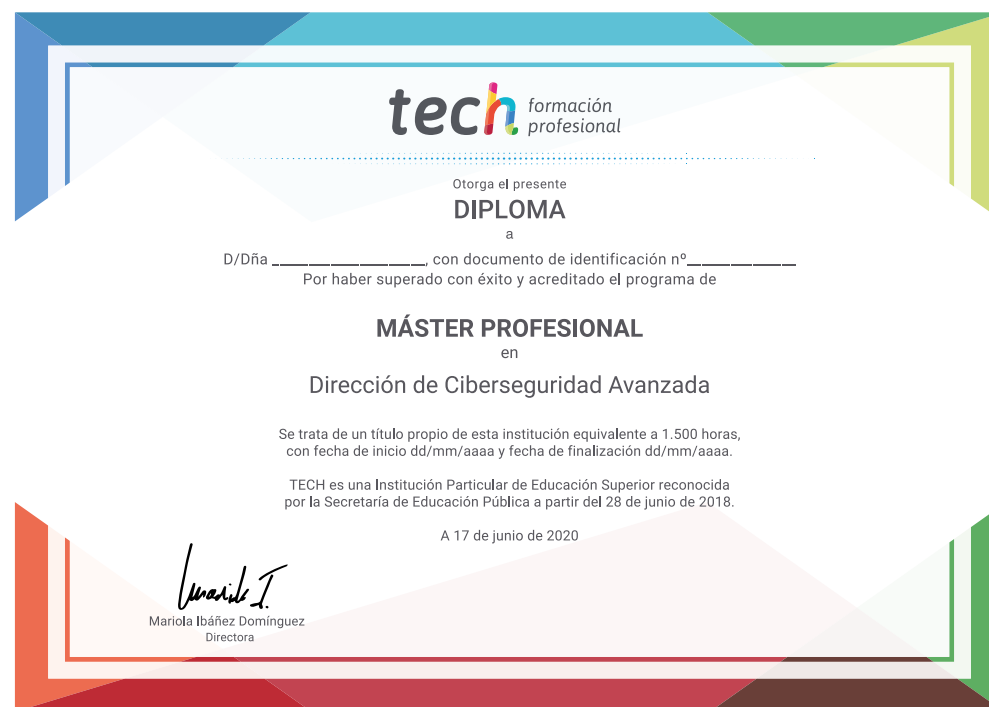 tech formación
profesional
Otorga el presente
DIPLOMA
a
D/Dña ____________________, con documento de identificación nº______________
Por haber superado con éxito y acreditado el programa de
MÁSTER PROFESIONAL
en
Dirección de Ciberseguridad Avanzada
Se trata de un título propio de esta institución equivalente a 1.500 horas,
con fecha de inicio dd/mm/aaaa y fecha de finalización dd/mm/aaaa.
TECH es una Institución Particular de Educación Superior reconocida
por la Secretaría de Educación Pública a partir del 28 de junio de 2018.
A 17 de junio de 2020
Mariola I.
Mariola Ibáñez Domínguez
Directora